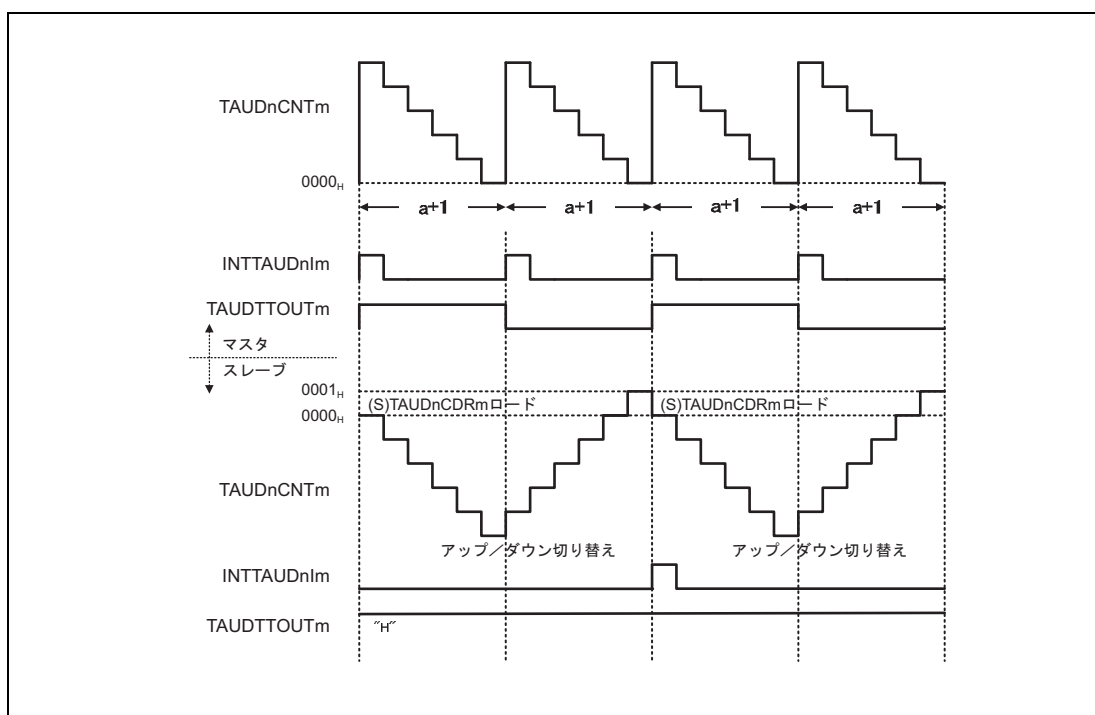 TAUDnCNTm
0000H
a+1 a+1 a+1 a+1
INTTAUDnIm
TAUDTTOUTm
マスタ
スレーブ
0001H
(S)TAUDnCDRmロード (S)TAUDnCDRmロード
0000H
TAUDnCNTm
アップ／ダウン切り替え アップ／ダウン切り替え
INTTAUDnIm
TAUDTTOUTm "H"